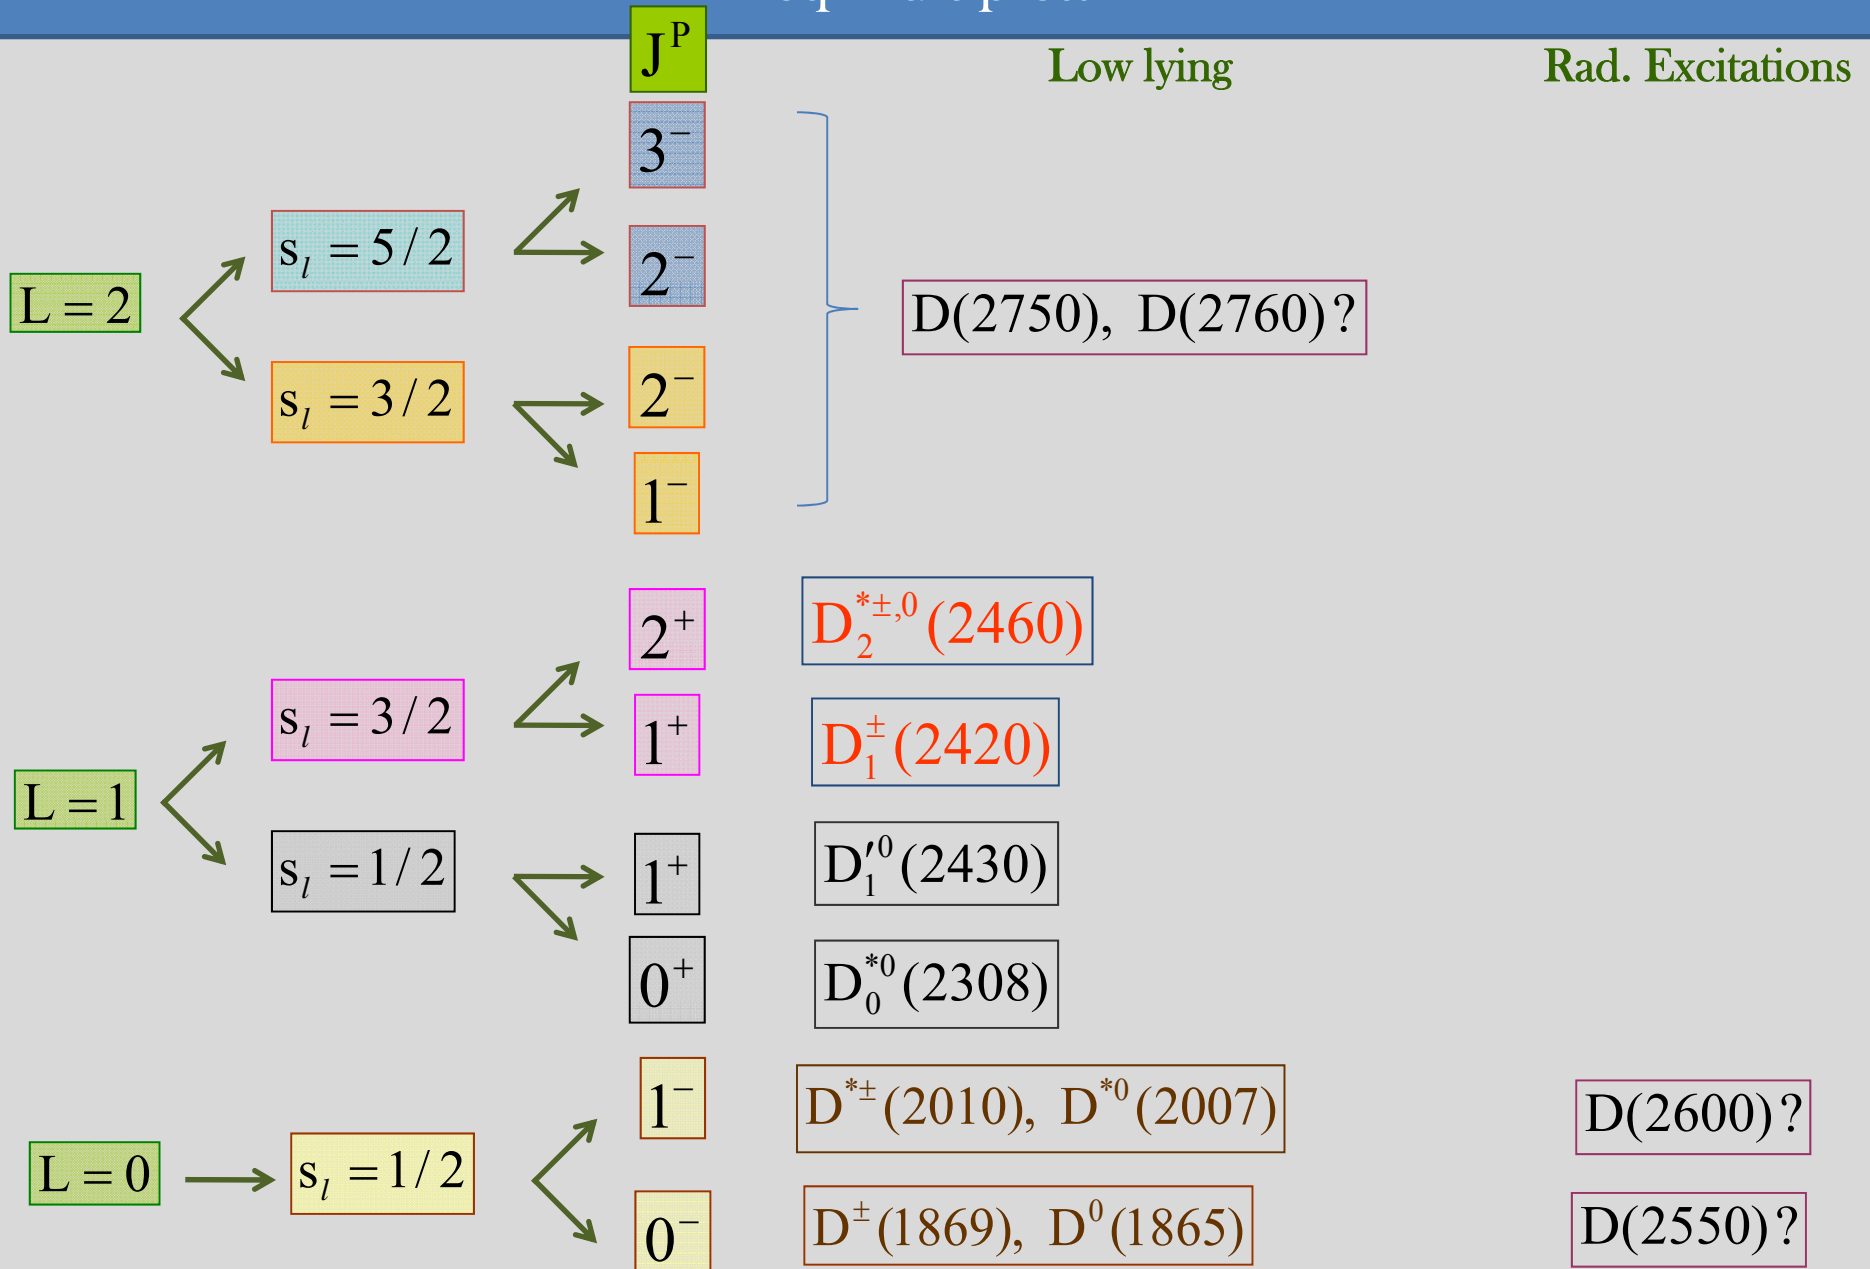 J^P
Low lying
Rad. Excitations
3^−
s_l = 5/2
2^−
L = 2
D(2750), D(2760)?
s_l = 3/2
2^−
1^−
2^+
D_2^{*±,0}(2460)
s_l = 3/2
1^+
D_1^±(2420)
L = 1
s_l = 1/2
1^+
D_1^{′0}(2430)
0^+
D_0^{*0}(2308)
1^−
D^{*±}(2010), D^{*0}(2007)
D(2600)?
L = 0
s_l = 1/2
0^−
D^±(1869), D^0(1865)
D(2550)?